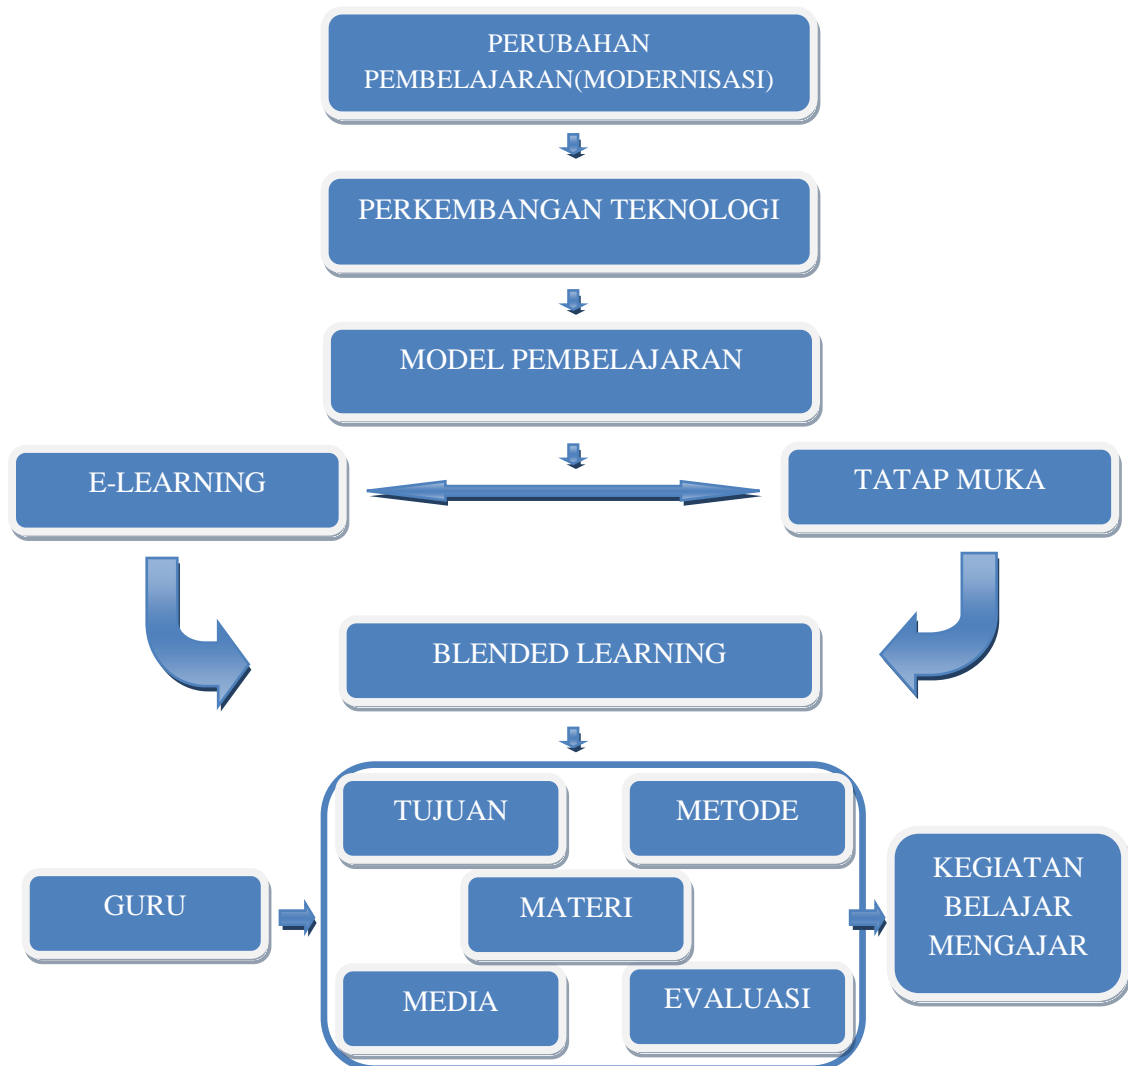 PERUBAHAN
PEMBELAJARAN(MODERNISASI)
PERKEMBANGAN TEKNOLOGI
MODEL PEMBELAJARAN
E-LEARNING
TATAP MUKA
BLENDED LEARNING
TUJUAN
METODE
GURU
MATERI
KEGIATAN
BELAJAR
MENGAJAR
MEDIA
EVALUASI